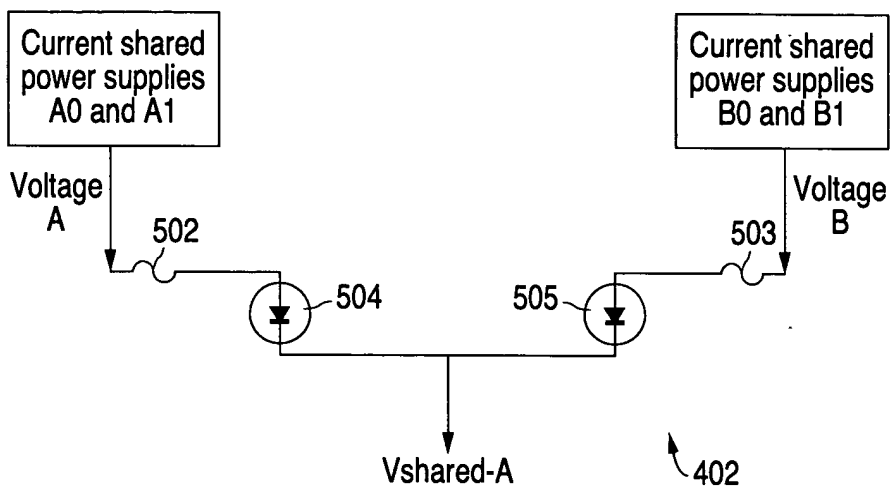 Current shared
power supplies
A0 and A1
Current shared
power supplies
B0 and B1
Voltage
A
Voltage
B
502
503
504
505
Vshared-A
402